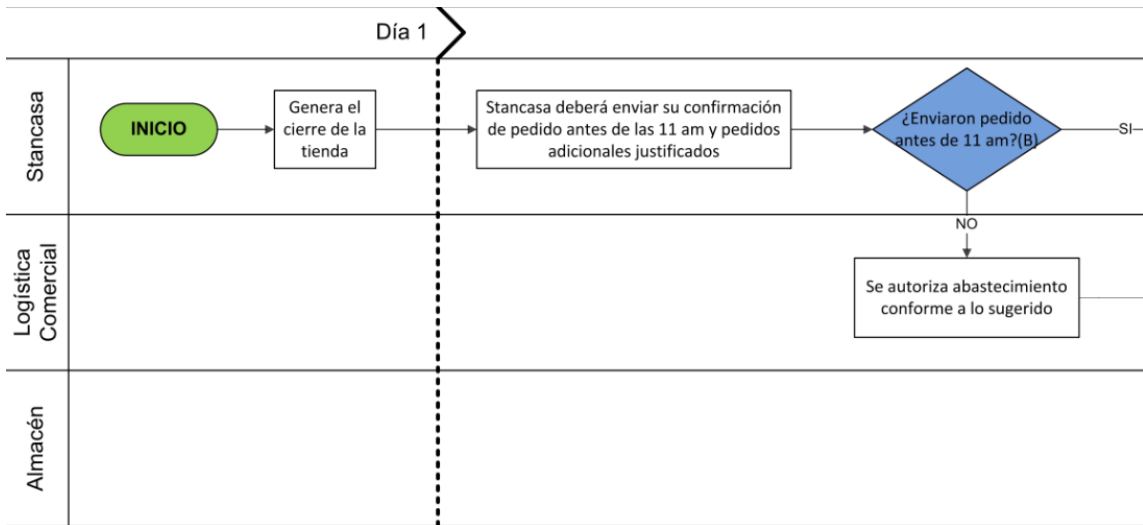 Día 1
Stancasa
INICIO
Genera el
cierre de la
tienda
Stancasa deberá enviar su confirmación
de pedido antes de las 11 am y pedidos
adicionales justificados
¿Enviaron pedido
antes de 11 am?(B)
SI
NO
Logística
Comercial
Se autoriza abastecimiento
conforme a lo sugerido
Almacén